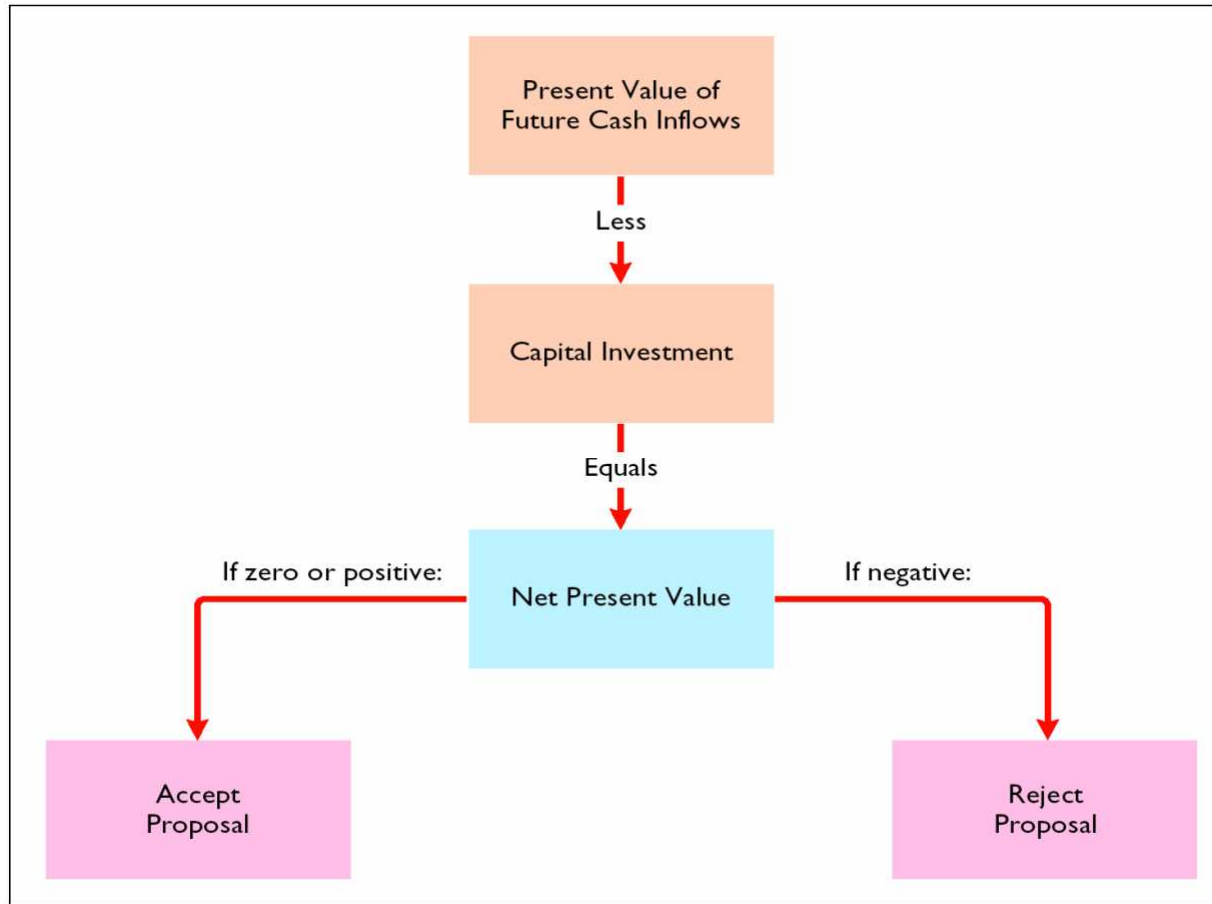 Present Value of
Future Cash Inflows
Less
Capital Investment
Equals
If zero or positive:
Net Present Value
If negative:
Accept
Proposal
Reject
Proposal